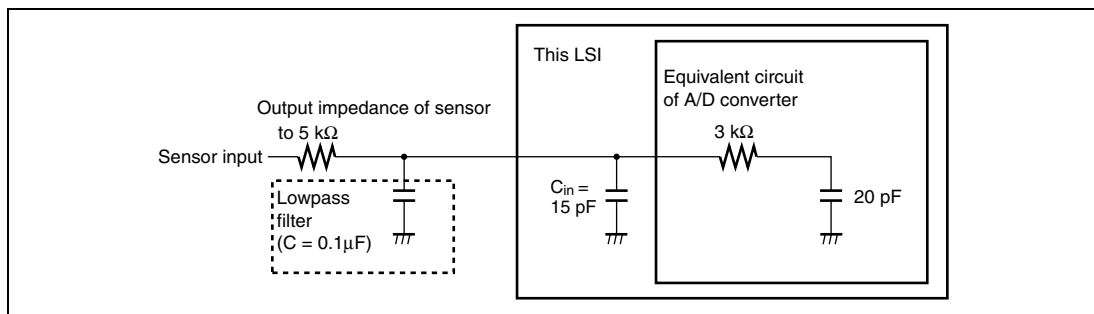 This LSI
Equivalent circuit
of A/D converter
Output impedance of sensor
to 5 kΩ
3 kΩ
Sensor input
Cin =
15 pF
20 pF
Lowpass
filter
(C = 0.1μF)